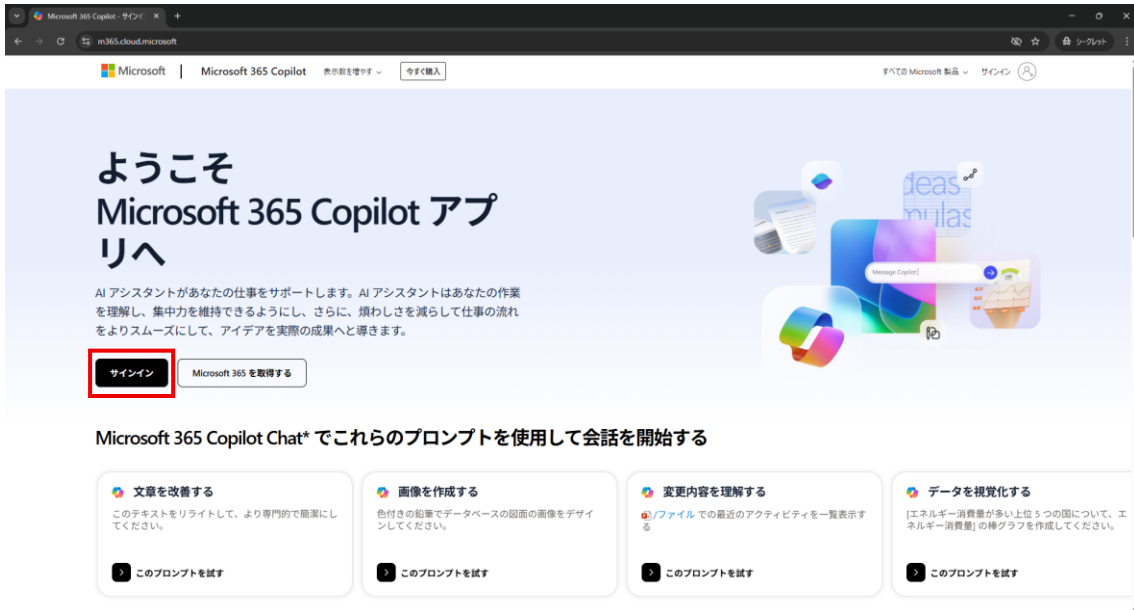 Microsoft 365 Copilot - サインイ
m365.cloud.microsoft
シークレット
Microsoft
Microsoft 365 Copilot
表示数を増やす
今すぐ購入
すべての Microsoft 製品
サインイン
ようこそ
Microsoft 365 Copilot アプ
リへ
AI アシスタントがあなたの仕事をサポートします。AI アシスタントはあなたの作業
を理解し、集中力を維持できるようにし、さらに、煩わしさを減らして仕事の流れ
をよりスムーズにして、アイデアを実際の成果へと導きます。
サインイン
Microsoft 365 を取得する
deas
mulas
Message Copilot
Microsoft 365 Copilot Chat* でこれらのプロンプトを使用して会話を開始する
文章を改善する
このテキストをリライトして、より専門的で簡潔にし
てください。
このプロンプトを試す
画像を作成する
色付きの鉛筆でデータベースの図面の画像をデザイ
ンしてください。
このプロンプトを試す
変更内容を理解する
/ファイル での最近のアクティビティを一覧表示す
る
このプロンプトを試す
データを視覚化する
[エネルギー消費量が多い上位 5 つの国について、エ
ネルギー消費量] の棒グラフを作成してください。
このプロンプトを試す